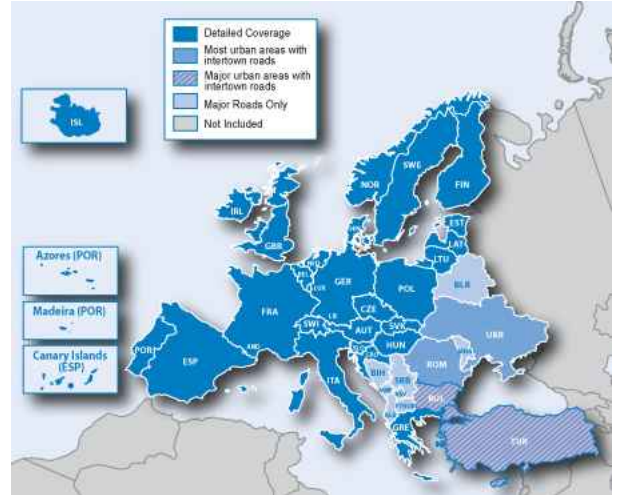 Detailed Coverage
Most urban areas with
intertown roads
Major urban areas with
intertown roads
Major Roads Only
Not Included
ISL
SWE
NOR
FIN
EST
LAT
LTU
IRL
GBR
BLR
Azores (POR)
GER
POL
BEL
LUX
UKR
CZE
FRA
Madeira (POR)
SVK
LI
AUT
SWI
HUN
ROM
Canary Islands
(ESP)
POR
ESP
AND
ITA
BIH
SRB
BUL
GRE
TUR